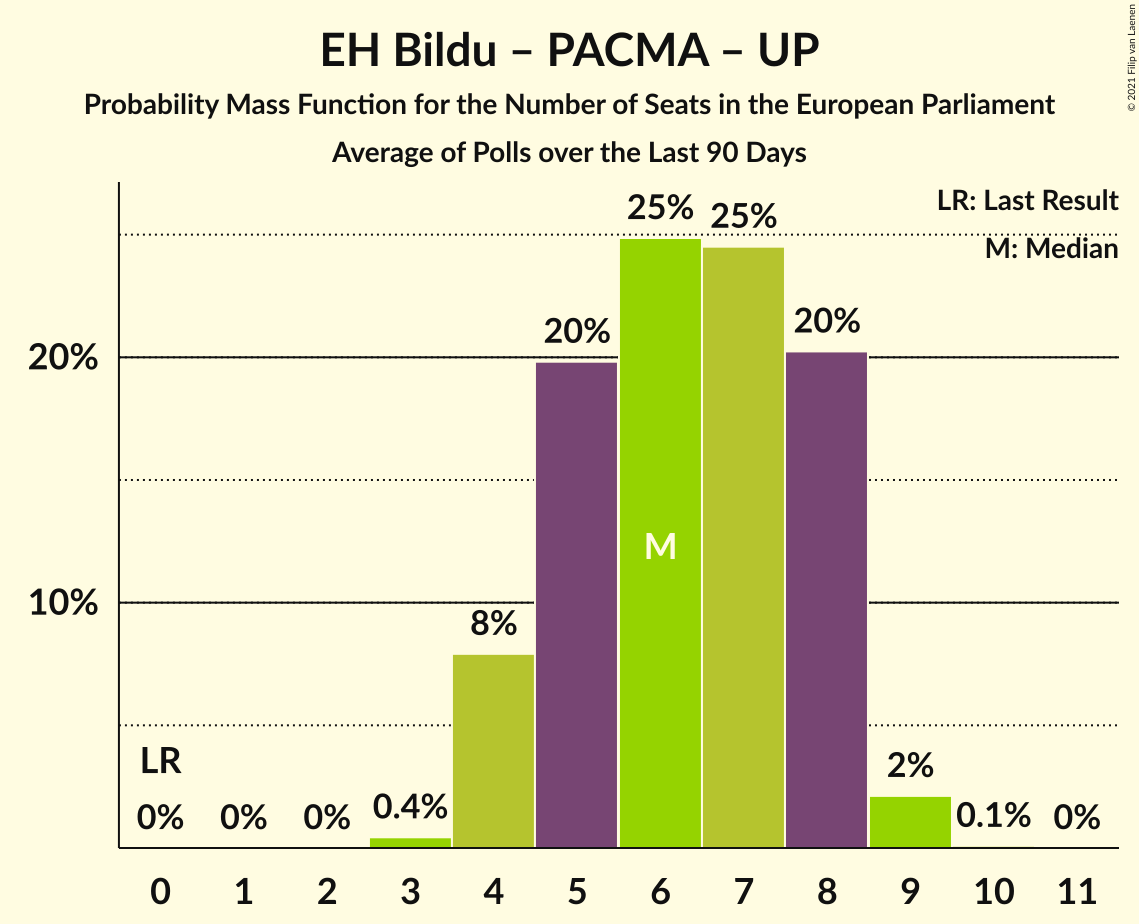 EH Bildu – PACMA – UP
Probability Mass Function for the Number of Seats in the European Parliament
Average of Polls over the Last 90 Days
© 2021 Filip van Laenen
LR: Last Result
M: Median
25%
25%
20%
20%
20%
M
10%
8%
LR
2%
0%
0%
0%
0.4%
0.1%
0%
0 1 2 3 4 5 6 7 8 9 10 11